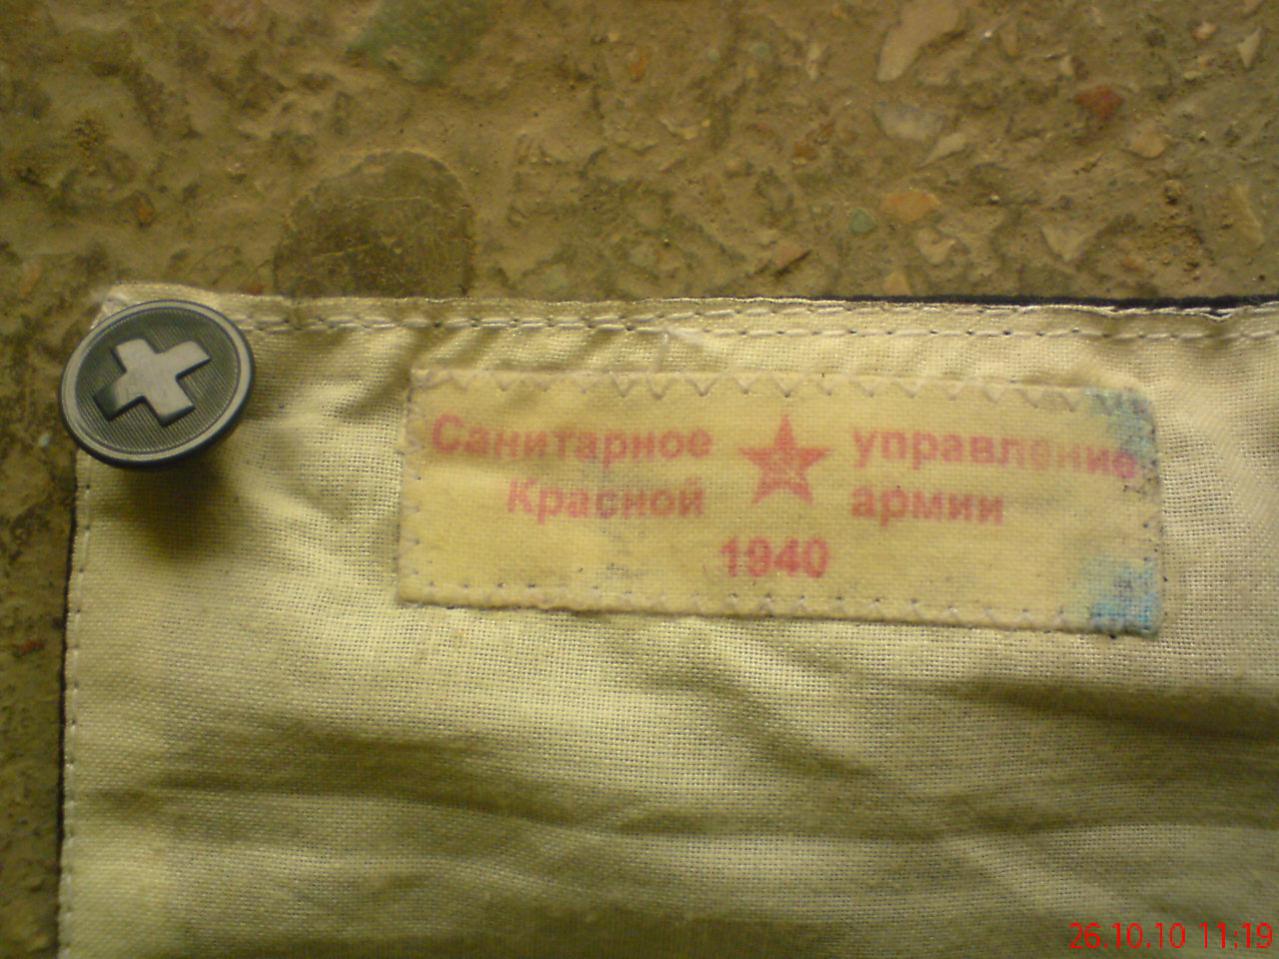 Санитарное управление
Красной армии
1940
26.10.10 11:19